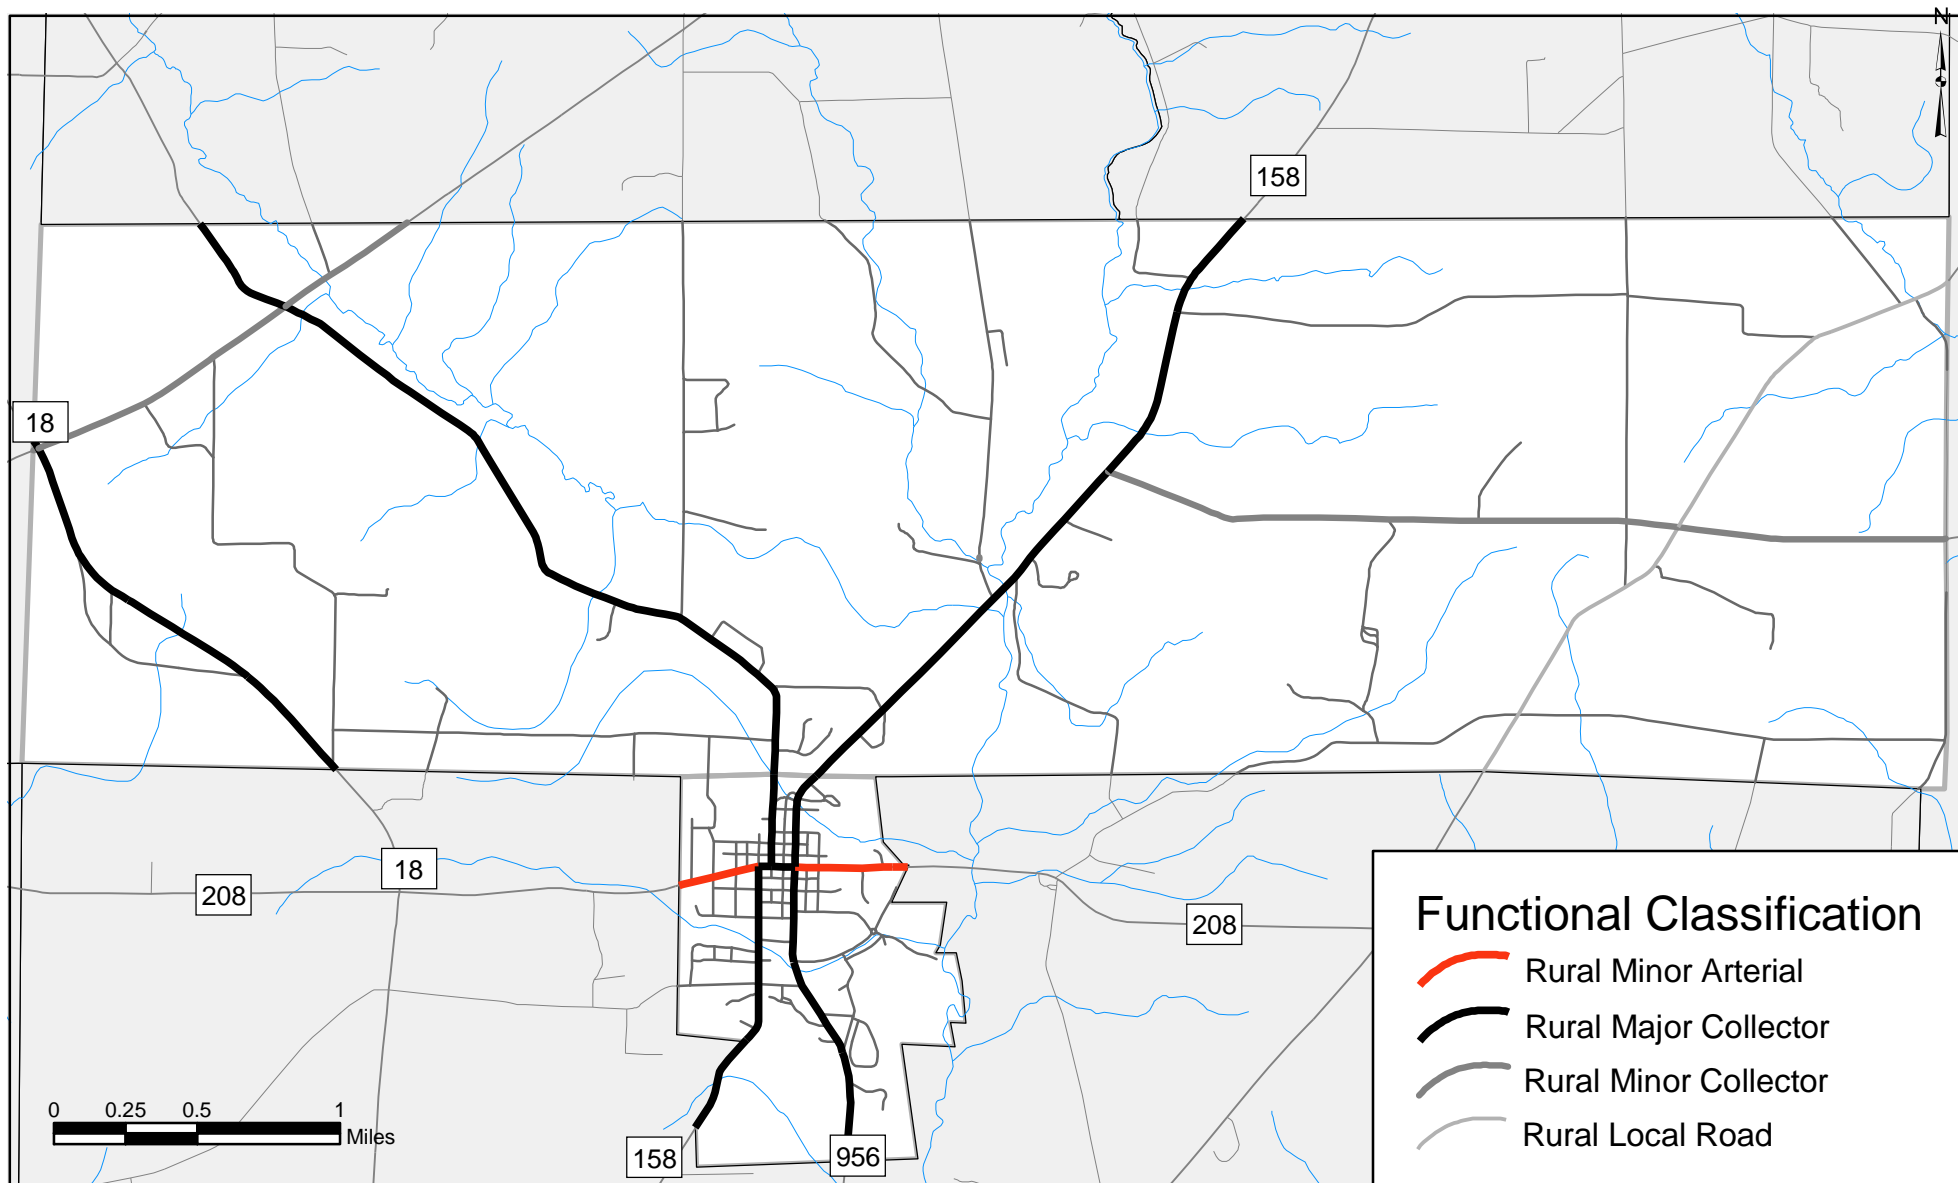 N
158
18
18
208
208
Functional Classification
Rural Minor Arterial
Rural Major Collector
Rural Minor Collector
Rural Local Road
0 0.25 0.5 1
Miles
158
956